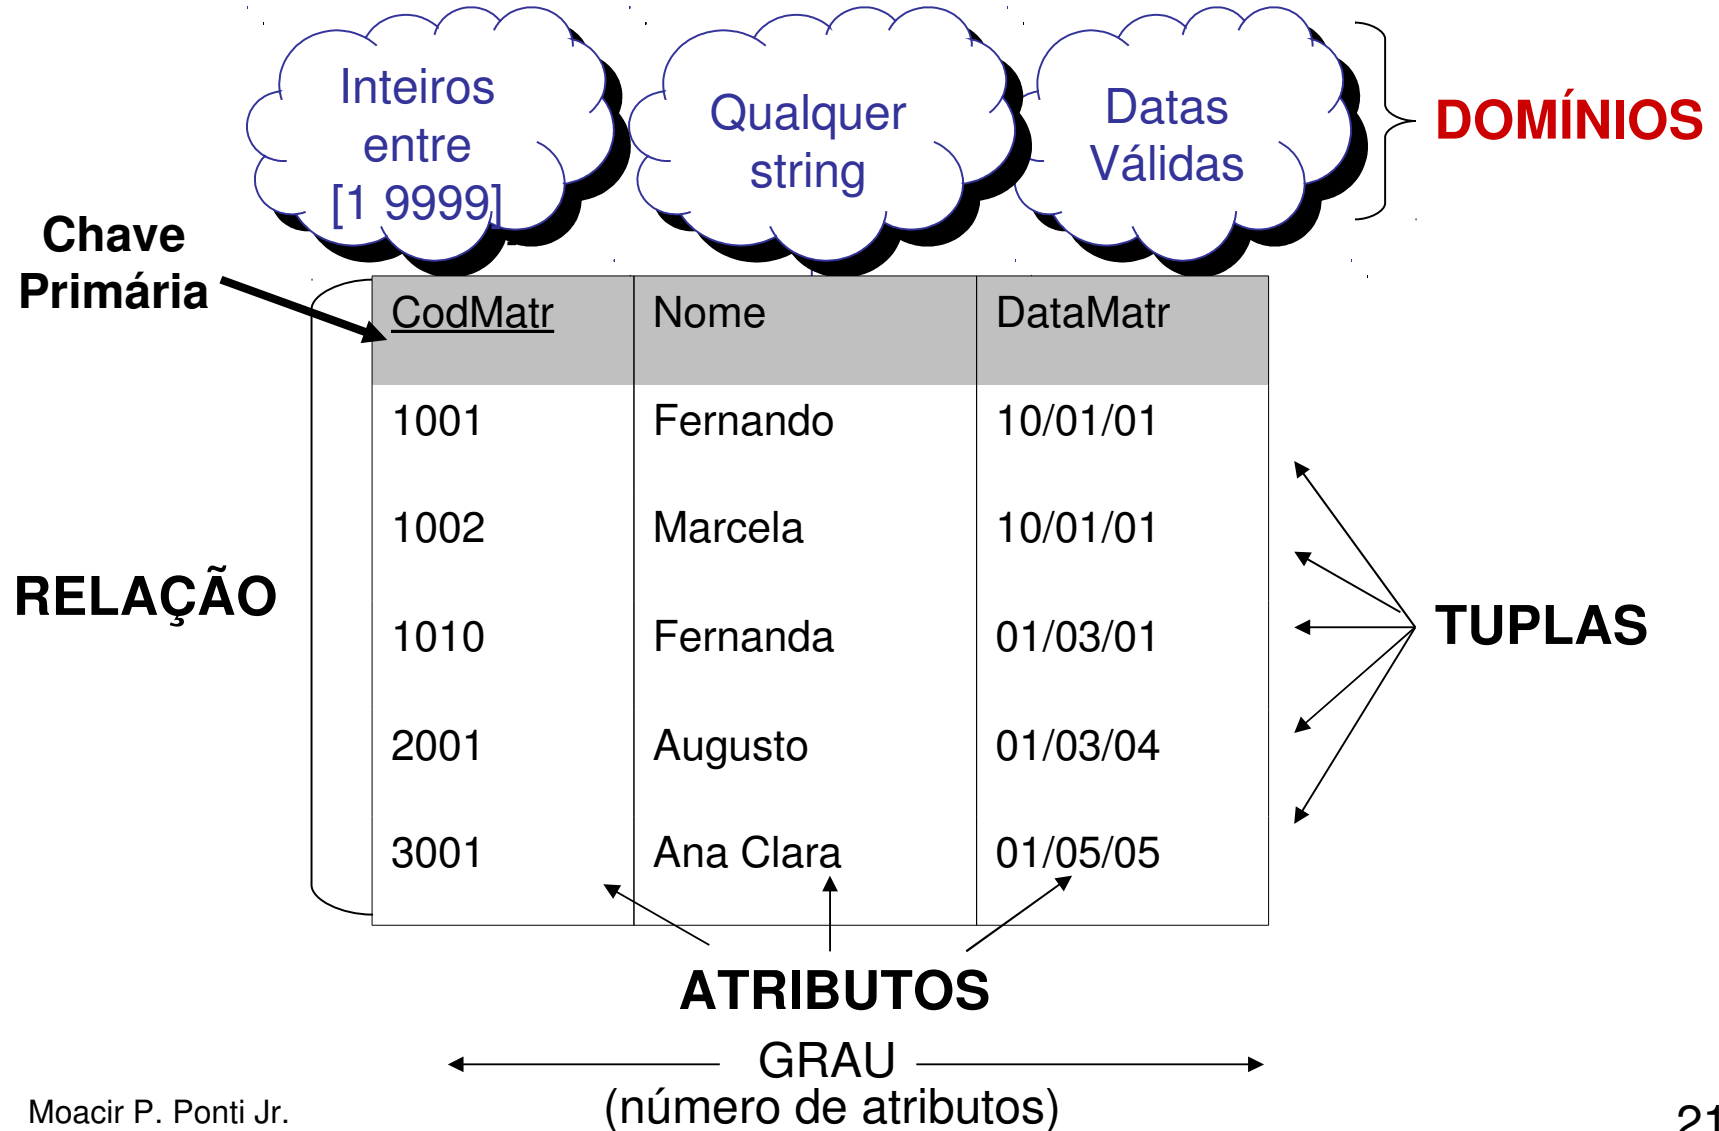 Inteiros
entre
[1 9999]
Qualquer
string
Datas
Válidas
DOMÍNIOS
Chave
Primária
CodMatr Nome DataMatr
1001 Fernando 10/01/01
1002 Marcela 10/01/01
1010 Fernanda 01/03/01
2001 Augusto 01/03/04
3001 Ana Clara 01/05/05
RELAÇÃO
TUPLAS
ATRIBUTOS
GRAU
(número de atributos)
Moacir P. Ponti Jr.
21